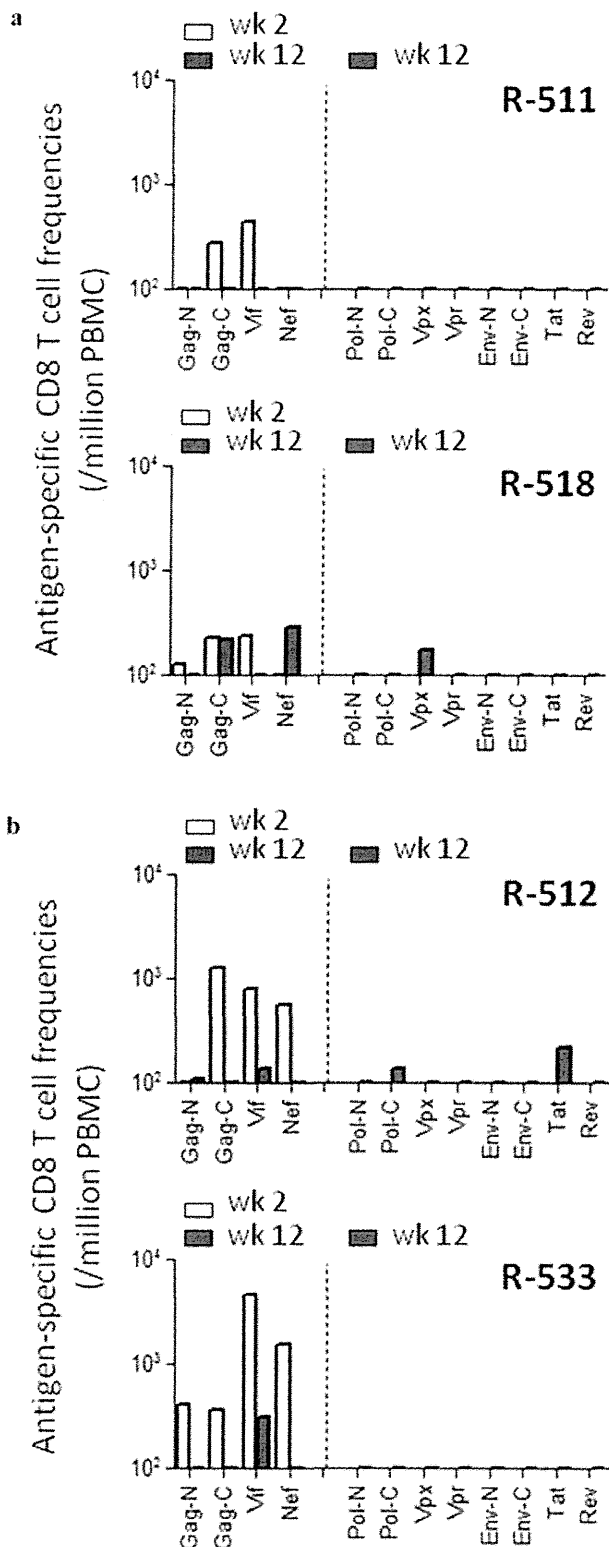 a
Antigen-specific CD8 T cell frequencies
(/million PBMC)
wk 2
wk 12
wk 12
R-511
10⁴
10³
10²
Gag-N
Gag-C
Vif
Nef
Pol-N
Pol-C
Vpx
Vpr
Env-N
Env-C
Tat
Rev
wk 2
wk 12
wk 12
R-518
10⁴
10³
10²
Gag-N
Gag-C
Vif
Nef
Pol-N
Pol-C
Vpx
Vpr
Env-N
Env-C
Tat
Rev
b
Antigen-specific CD8 T cell frequencies
(/million PBMC)
wk 2
wk 12
wk 12
R-512
10⁴
10³
10²
Gag-N
Gag-C
Vif
Nef
Pol-N
Pol-C
Vpx
Vpr
Env-N
Env-C
Tat
Rev
wk 2
wk 12
wk 12
R-533
10⁴
10³
10²
Gag-N
Gag-C
Vif
Nef
Pol-N
Pol-C
Vpx
Vpr
Env-N
Env-C
Tat
Rev